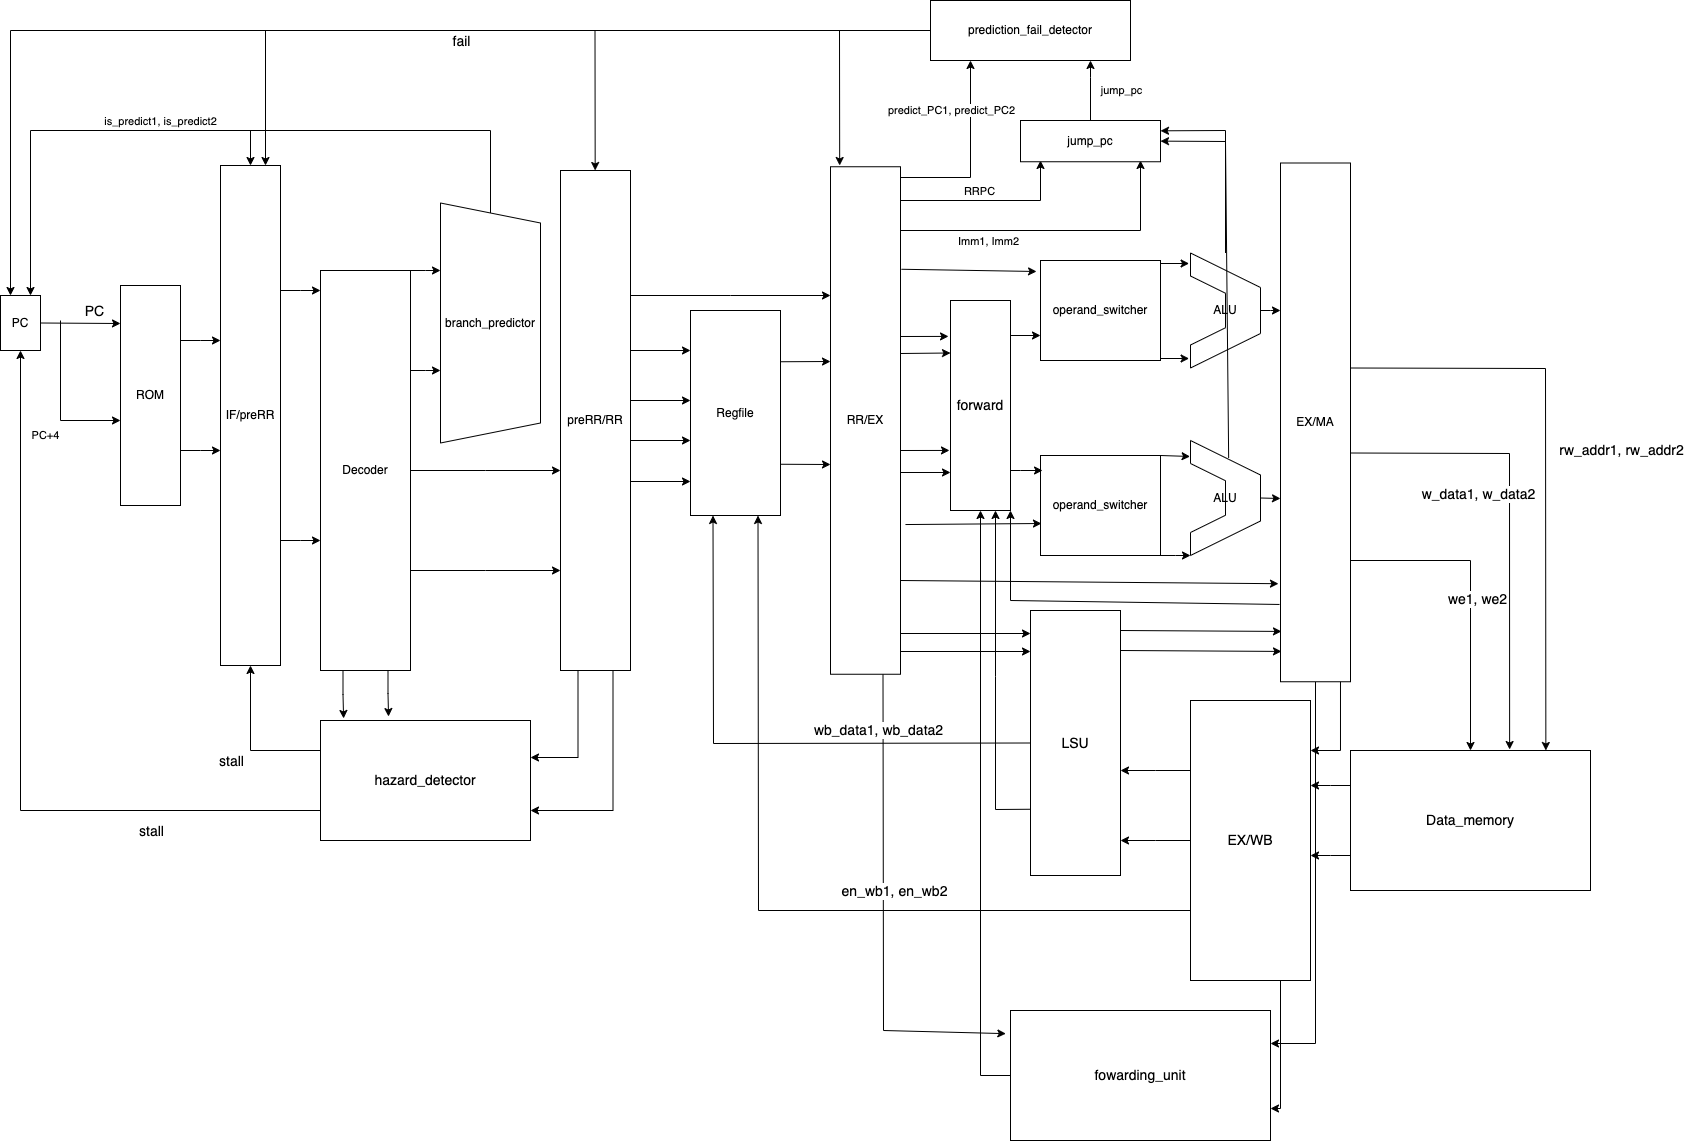 prediction_fail_detector
fail
jump_pc
predict_PC1, predict_PC2
is_predict1, is_predict2
jump_pc
RRPC
Imm1, Imm2
PC
PC
branch_predictor
operand_switcher
ALU
ROM
IF/preRR
preRR/RR
Regfile
RR/EX
forward
EX/MA
PC+4
Decoder
rw_addr1, rw_addr2
w_data1, w_data2
operand_switcher
ALU
we1, we2
wb_data1, wb_data2
LSU
stall
hazard_detector
stall
EX/WB
Data_memory
en_wb1, en_wb2
fowarding_unit